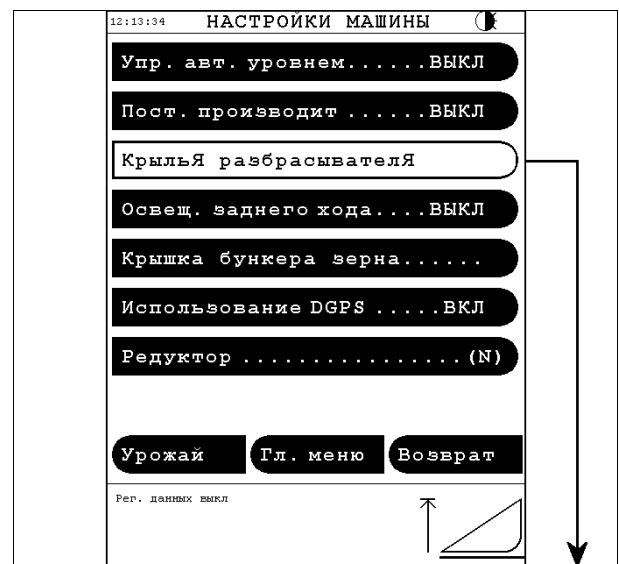 12:13:34 НАСТРОЙКИ МАШИНЫ
Упр. авт. уровнем......ВЫКЛ
Пост. производит ......ВЫКЛ
КрыльЯ разбрасывателЯ
Освещ. заднего хода....ВЫКЛ
Крышка бункера зерна......
Использование DGPS .....ВКЛ
Редуктор ................(N)
Урожай Гл. меню Возврат
Рег. данных выкл